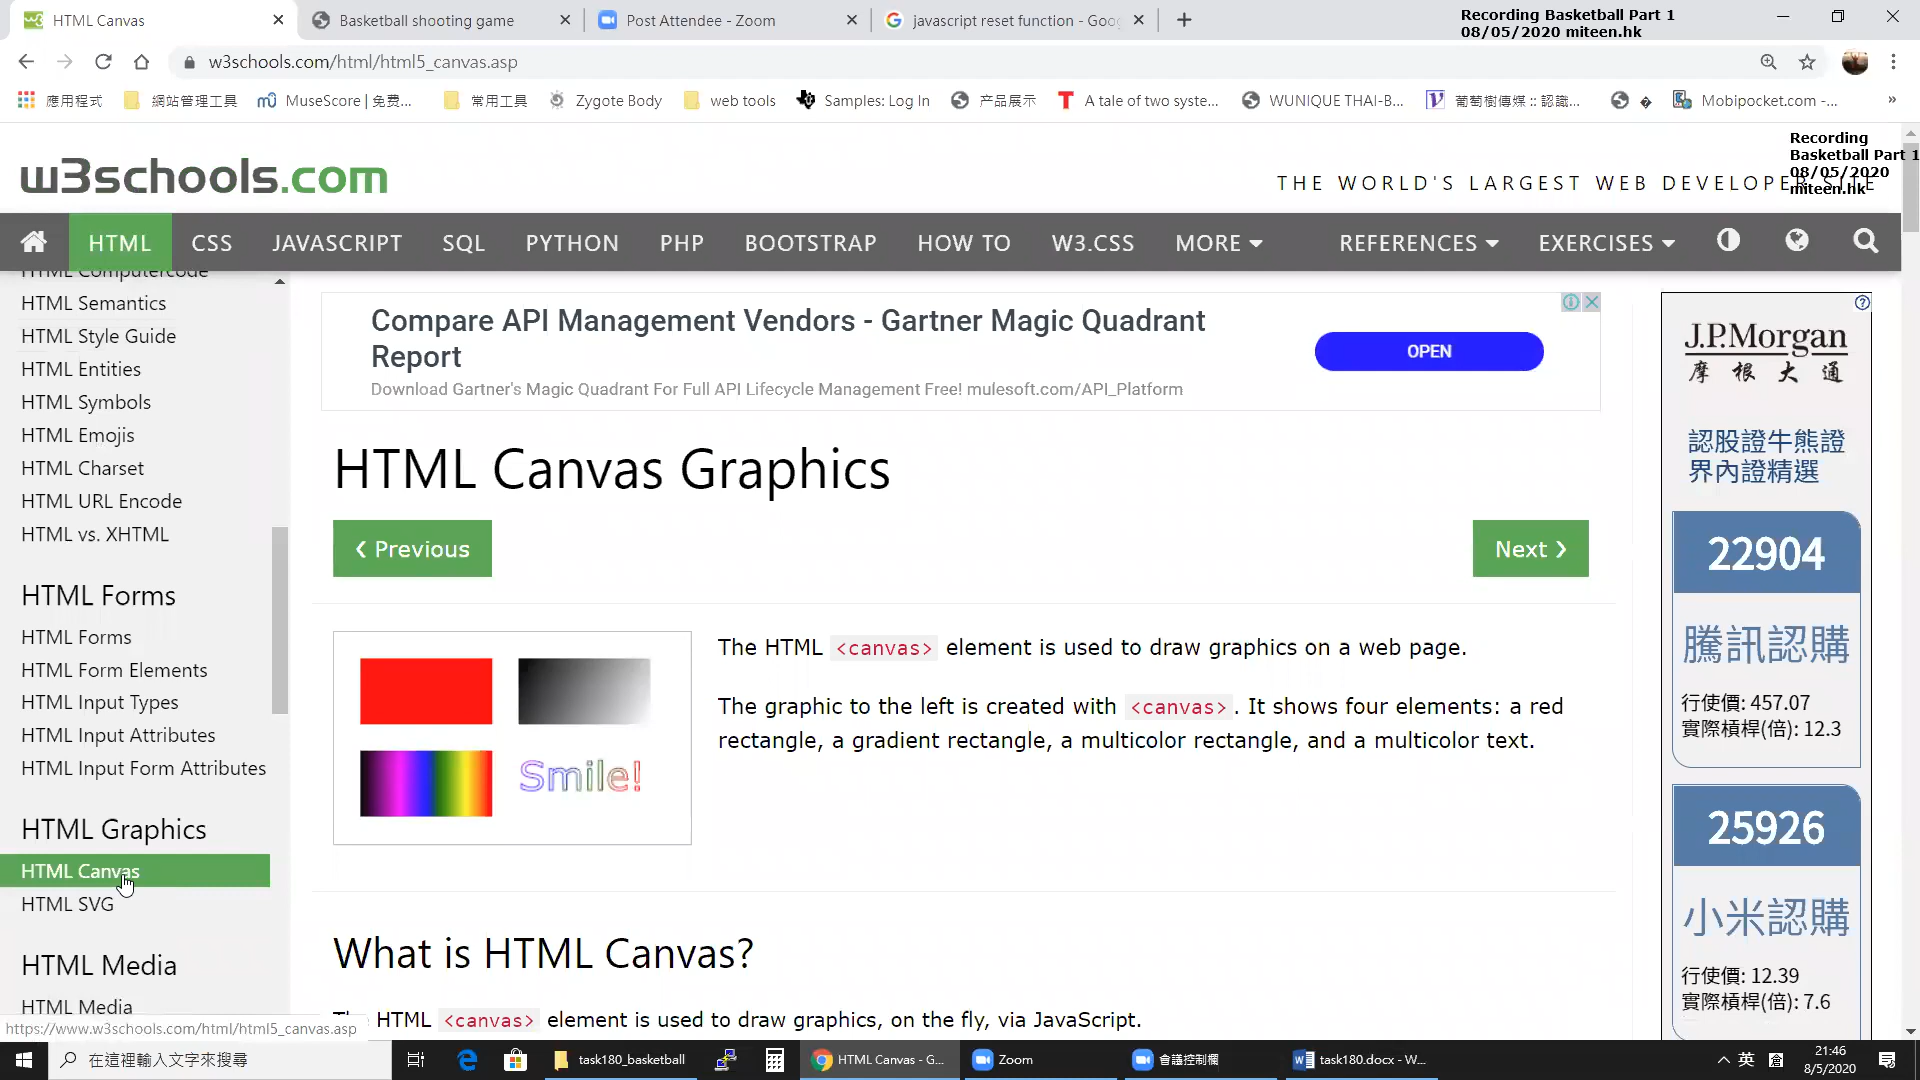 HTML Canvas
Basketball shooting game
Post Attendee - Zoom
javascript reset function - Goo
Recording Basketball Part 1
08/05/2020 miteen.hk
w3schools.com/html/html5_canvas.asp
應用程式
網站管理工具
MuseScore | 免費...
常用工具
Zygote Body
web tools
Samples: Log In
产品展示
A tale of two syste...
WUNIQUE THAI-B...
葡萄樹傳媒 :: 認識...
Mobipocket.com -...
»
Recording
Basketball Part 1
08/05/2020
miteen.hk
w3schools.com
THE WORLD'S LARGEST WEB DEVELOPER SITE
HTML
CSS
JAVASCRIPT
SQL
PYTHON
PHP
BOOTSTRAP
HOW TO
W3.CSS
MORE
REFERENCES
EXERCISES
HTML Computercode
HTML Semantics
HTML Style Guide
HTML Entities
HTML Symbols
HTML Emojis
HTML Charset
HTML URL Encode
HTML vs. XHTML
HTML Forms
HTML Forms
HTML Form Elements
HTML Input Types
HTML Input Attributes
HTML Input Form Attributes
HTML Graphics
HTML Canvas
HTML SVG
HTML Media
HTML Media
https://www.w3schools.com/html/html5_canvas.asp
Compare API Management Vendors - Gartner Magic Quadrant
Report
Download Gartner's Magic Quadrant For Full API Lifecycle Management Free! mulesoft.com/API_Platform
OPEN
HTML Canvas Graphics
❮ Previous
Next ❯
Smile!
The HTML <canvas> element is used to draw graphics on a web page.
The graphic to the left is created with <canvas>. It shows four elements: a red
rectangle, a gradient rectangle, a multicolor rectangle, and a multicolor text.
What is HTML Canvas?
HTML <canvas> element is used to draw graphics, on the fly, via JavaScript.
J.P.Morgan
摩根大通
認股證牛熊證
界內證精選
22904
騰訊認購
行使價: 457.07
實際槓桿(倍): 12.3
25926
小米認購
行使價: 12.39
實際槓桿(倍): 7.6
在這裡輸入文字來搜尋
task180_basketball
HTML Canvas - G...
Zoom
會議控制欄
task180.docx - W...
英
21:46
8/5/2020